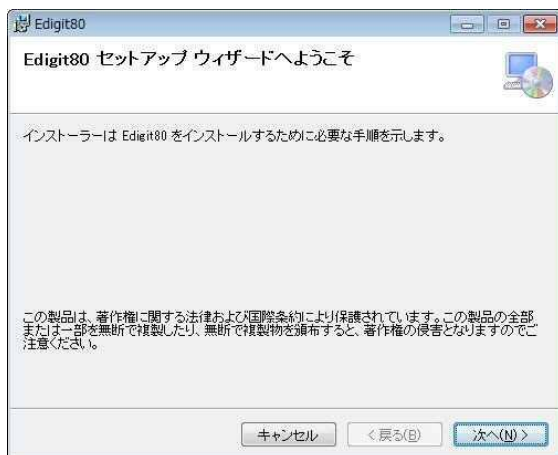 Edigit80
Edigit80 セットアップ ウィザードへようこそ
インストーラーは Edigit80 をインストールするために必要な手順を示します。
この製品は、著作権に関する法律および国際条約により保護されています。この製品の全部
または一部を無断で複製したり、無断で複製物を頒布すると、著作権の侵害となりますのでご
注意ください。
キャンセル < 戻る(B) 次へ(N) >